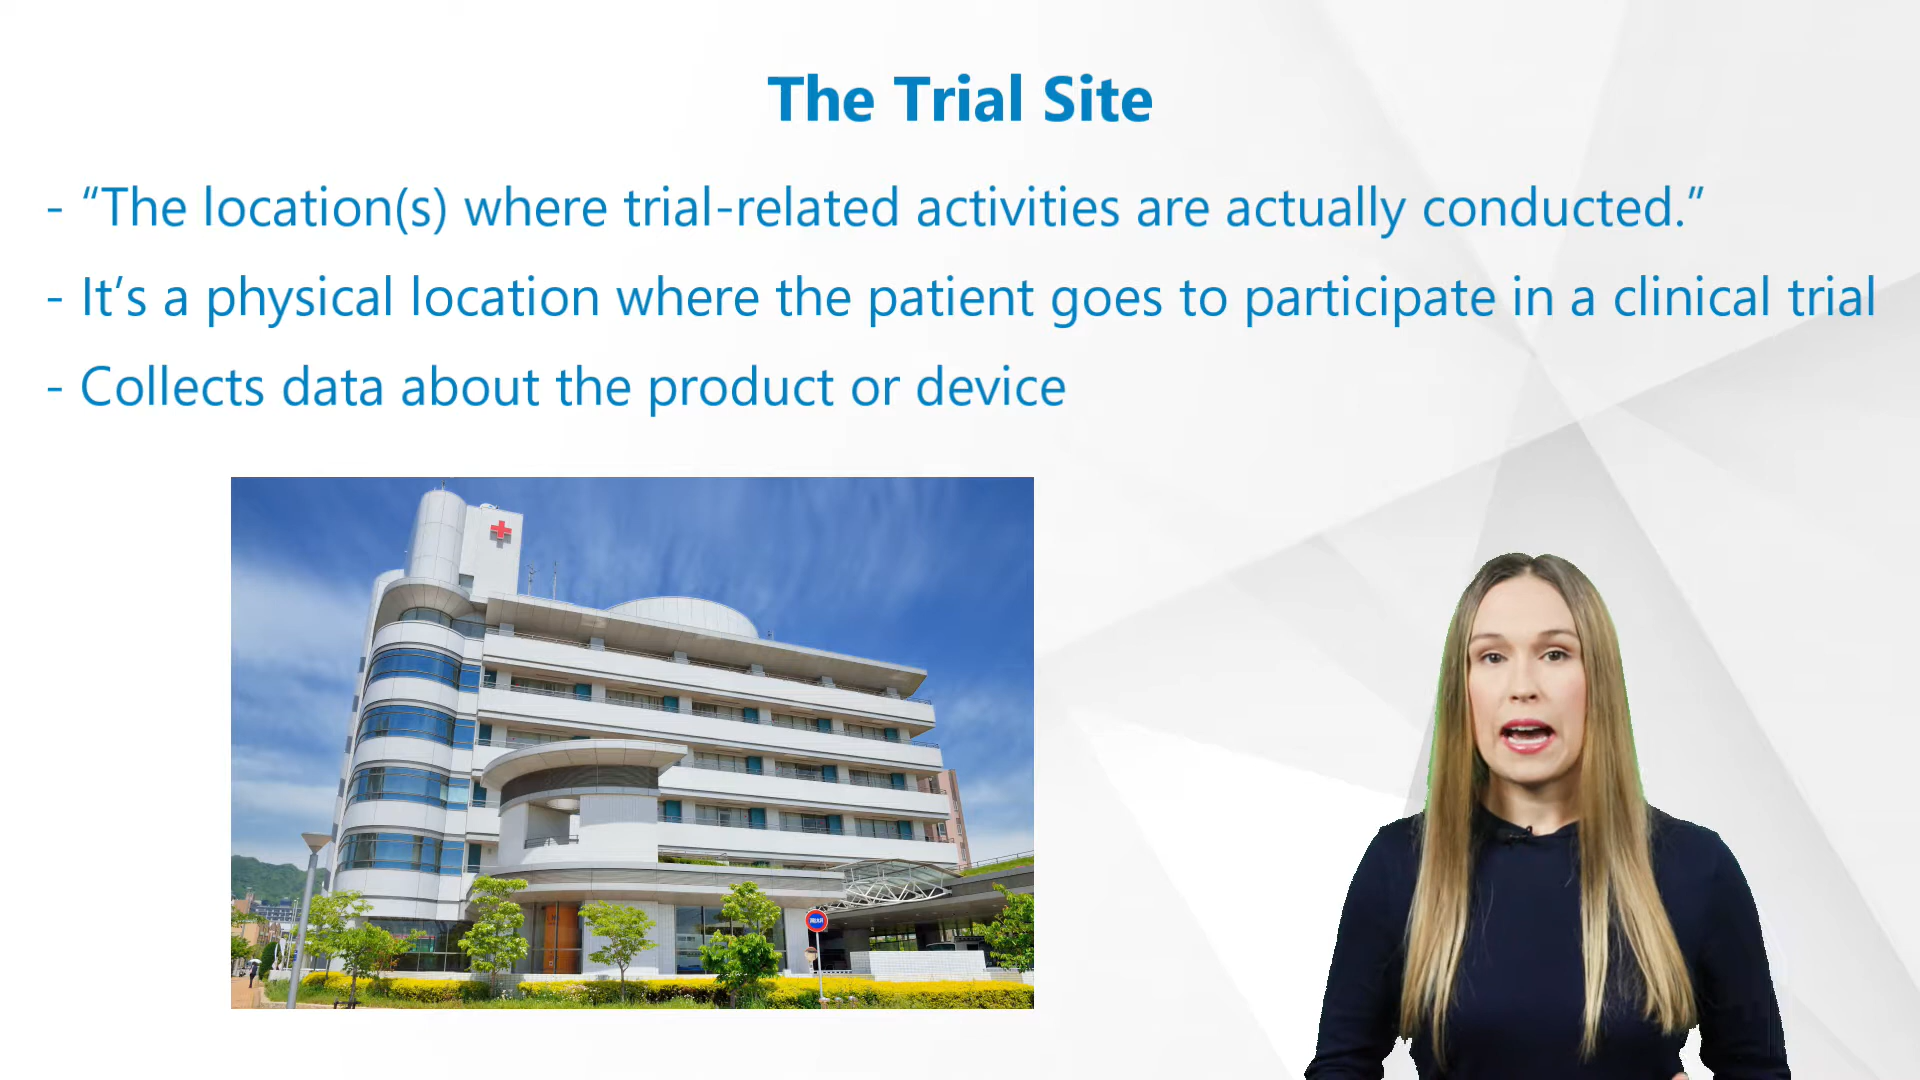 The Trial Site
- “The location(s) where trial-related activities are actually conducted.”
- It’s a physical location where the patient goes to participate in a clinical trial
- Collects data about the product or device